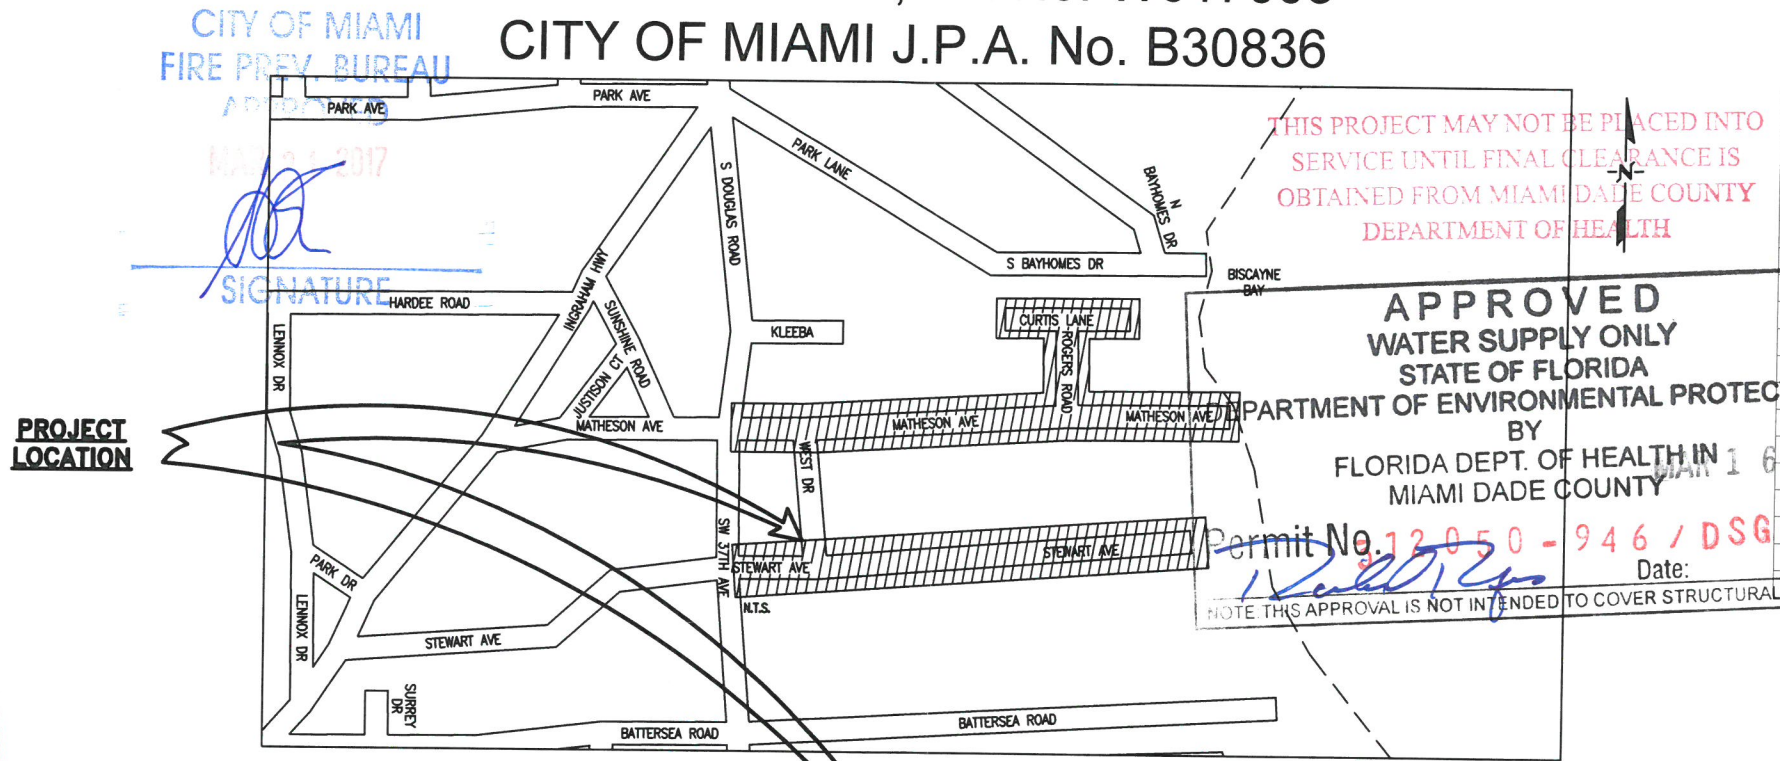 CITY OF MIAMI J.P.A. No. B30836
CITY OF MIAMI
FIRE PREV. BUREAU
APPROVED
2017
SIGNATURE
THIS PROJECT MAY NOT BE PLACED INTO
SERVICE UNTIL FINAL CLEARANCE IS
OBTAINED FROM MIAMI DADE COUNTY
DEPARTMENT OF HEALTH
N
PARK AVE
PARK AVE
PARK LANE
S DOUGLAS ROAD
N
BAYHOMES DR
S BAYHOMES DR
BISCAYNE
BAY
HARDEE ROAD
INGRAHAM HWY
SUNSHINE ROAD
LENNOX DR
KLEEBA
CURTIS LANE
ROGERS ROAD
JUSTISON CT
MATHESON AVE
MATHESON AVE
MATHESON AVE
PROJECT
LOCATION
WEST DR
SW 37TH AVE
STEWART AVE
STEWART AVE
N.T.S.
PARK DR
LENNOX DR
STEWART AVE
SURREY
DR
BATTERSEA ROAD
BATTERSEA ROAD
APPROVED
WATER SUPPLY ONLY
STATE OF FLORIDA
DEPARTMENT OF ENVIRONMENTAL PROTEC
BY
FLORIDA DEPT. OF HEALTH IN
MIAMI DADE COUNTY
MAR 16
Permit No. 12050-946/DSG
Date:
NOTE: THIS APPROVAL IS NOT INTENDED TO COVER STRUCTURAL